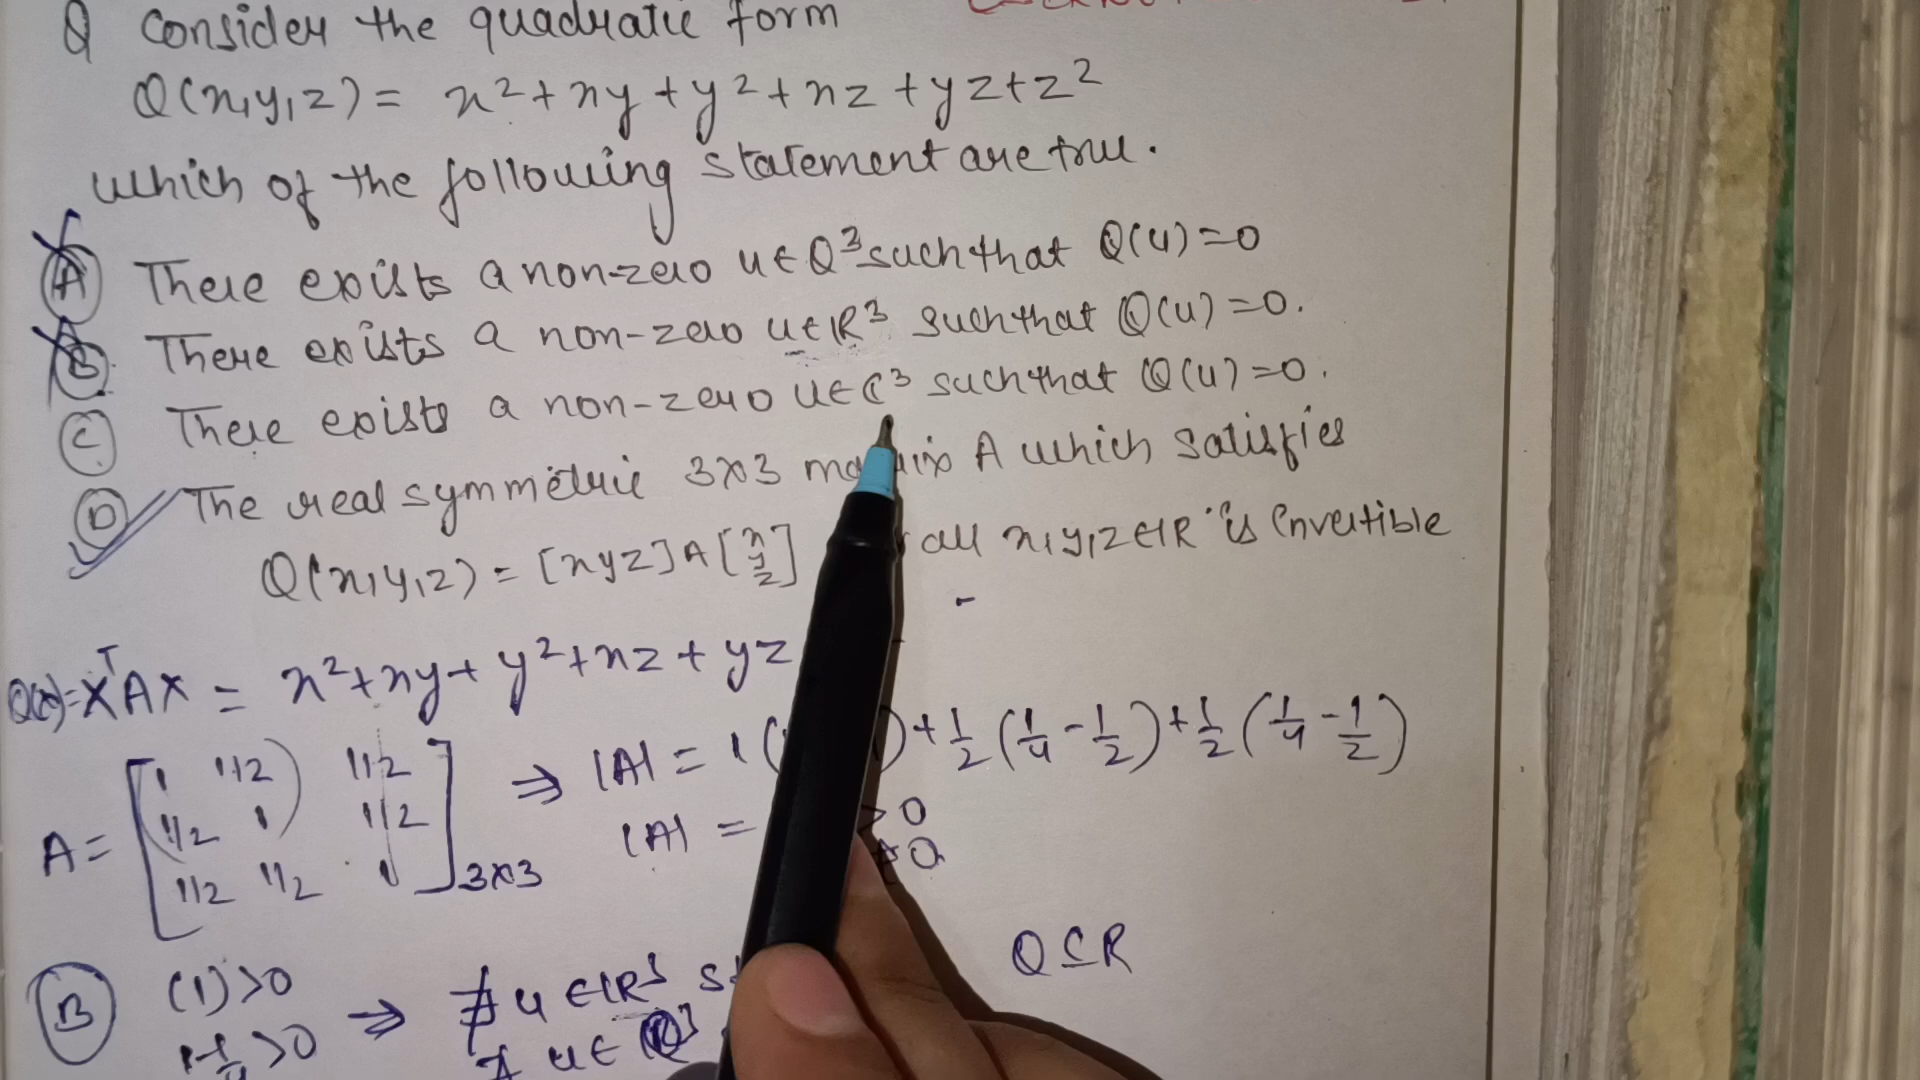 Q Consider the quadratic form
Q(x,y,z) = x²+xy+y²+xz+yz+z²
which of the following statement are true.
A There exists a non-zero u∈Q³ such that Q(u)=0
B. There exists a non-zero u∈R³ such that Q(u)=0.
C There exists a non-zero u∈C³ such that Q(u)=0.
D The real symmetric 3x3 matrix A which satisfies
Q(x,y,z) = [x y z] A [x y z] all x,y,z∈R is invertible
Q(x)=XᵀAX = x²+xy+y²+xz+yz
A = [1 1/2 1/2 ⇒ |A| = 1( )+1/2(1/4-1/2)+1/2(1/4-1/2)
1/2 1 1/2 |A| = >0
1/2 1/2 1]3x3 ≠0
Q⊆R
B (1)>0 ⇒ ∄ u∈R³
>0 ∄ u∈Q³